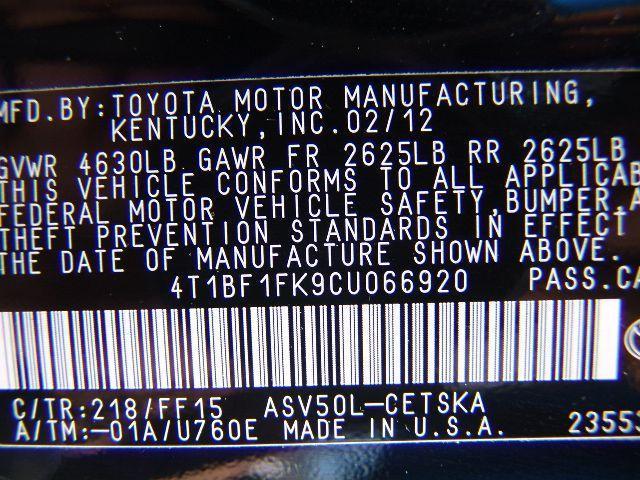 MFD.BY:TOYOTA MOTOR MANUFACTURING,
KENTUCKY,INC.02/12
GVWR 4630LB GAWR FR 2625LB RR 2625LB
THIS VEHICLE CONFORMS TO ALL APPLICAB
FEDERAL MOTOR VEHICLE SAFETY,BUMPER,A
THEFT PREVENTION STANDARDS IN EFFECT
THE DATE OF MANUFACTURE SHOWN ABOVE.
4T1BF1FK9CU066920 PASS.CA
C/TR:218/FF15 ASV50L-CETSKA
A/TM:-01A/U760E MADE IN U.S.A. 23553